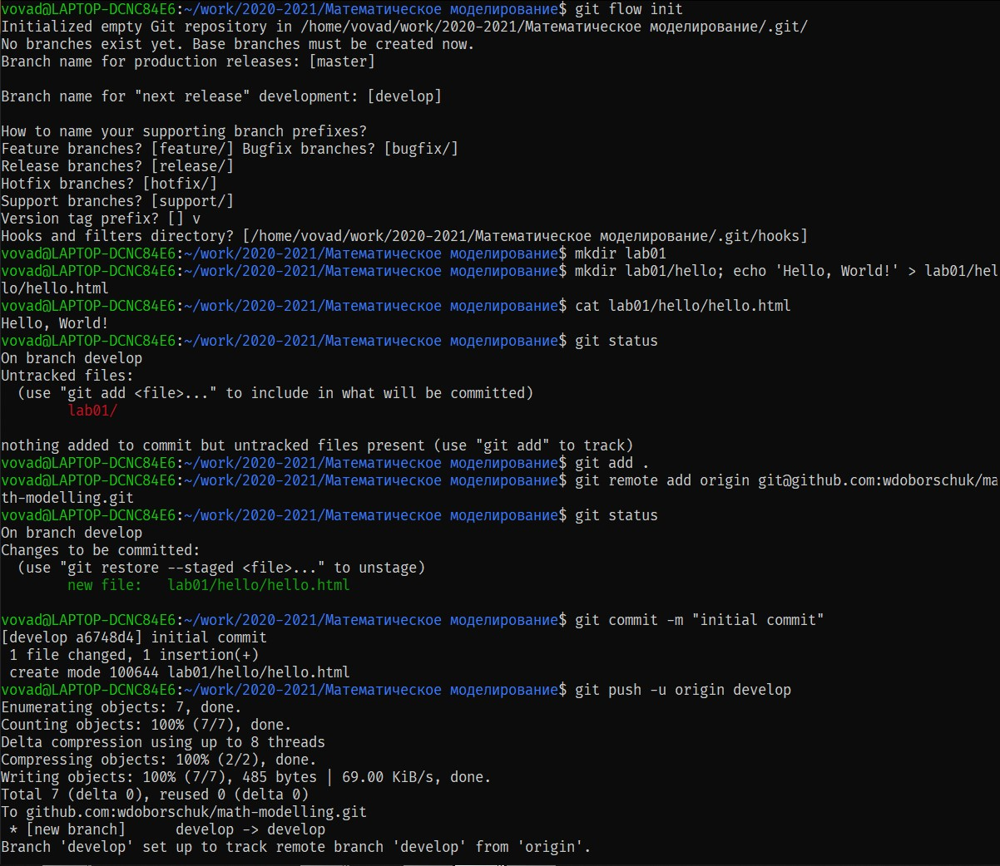 vovad@LAPTOP-DCNC84E6:~/work/2020-2021/Математическое моделирование$ git flow init
Initialized empty Git repository in /home/vovad/work/2020-2021/Математическое моделирование/.git/
No branches exist yet. Base branches must be created now.
Branch name for production releases: [master]
Branch name for "next release" development: [develop]
How to name your supporting branch prefixes?
Feature branches? [feature/] Bugfix branches? [bugfix/]
Release branches? [release/]
Hotfix branches? [hotfix/]
Support branches? [support/]
Version tag prefix? [] v
Hooks and filters directory? [/home/vovad/work/2020-2021/Математическое моделирование/.git/hooks]
vovad@LAPTOP-DCNC84E6:~/work/2020-2021/Математическое моделирование$ mkdir lab01
vovad@LAPTOP-DCNC84E6:~/work/2020-2021/Математическое моделирование$ mkdir lab01/hello; echo 'Hello, World!' > lab01/hel
lo/hello.html
vovad@LAPTOP-DCNC84E6:~/work/2020-2021/Математическое моделирование$ cat lab01/hello/hello.html
Hello, World!
vovad@LAPTOP-DCNC84E6:~/work/2020-2021/Математическое моделирование$ git status
On branch develop
Untracked files:
  (use "git add <file>..." to include in what will be committed)
        lab01/
nothing added to commit but untracked files present (use "git add" to track)
vovad@LAPTOP-DCNC84E6:~/work/2020-2021/Математическое моделирование$ git add .
vovad@LAPTOP-DCNC84E6:~/work/2020-2021/Математическое моделирование$ git remote add origin git@github.com:wdoborschuk/ma
th-modelling.git
vovad@LAPTOP-DCNC84E6:~/work/2020-2021/Математическое моделирование$ git status
On branch develop
Changes to be committed:
  (use "git restore --staged <file>..." to unstage)
        new file:   lab01/hello/hello.html
vovad@LAPTOP-DCNC84E6:~/work/2020-2021/Математическое моделирование$ git commit -m "initial commit"
[develop a6748d4] initial commit
 1 file changed, 1 insertion(+)
 create mode 100644 lab01/hello/hello.html
vovad@LAPTOP-DCNC84E6:~/work/2020-2021/Математическое моделирование$ git push -u origin develop
Enumerating objects: 7, done.
Counting objects: 100% (7/7), done.
Delta compression using up to 8 threads
Compressing objects: 100% (2/2), done.
Writing objects: 100% (7/7), 485 bytes | 69.00 KiB/s, done.
Total 7 (delta 0), reused 0 (delta 0)
To github.com:wdoborschuk/math-modelling.git
 * [new branch]      develop -> develop
Branch 'develop' set up to track remote branch 'develop' from 'origin'.